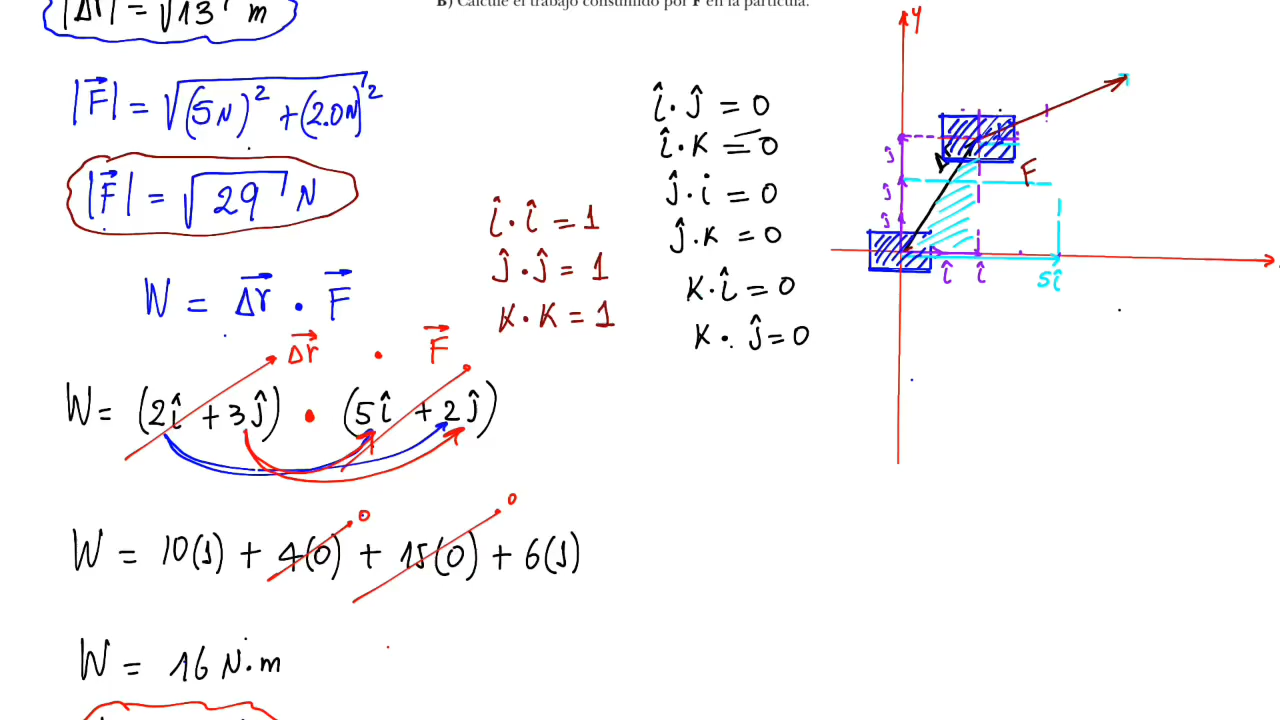 B) Calcule el trabajo consumido por F en la partícula.
|Δr| = √13 m
|F| = √(5N)² + (2.0N)²
|F| = √29 N
W = Δr · F
Δr · F
W = (2î + 3ĵ) · (5î + 2ĵ)
0 0
W = 10(1) + 4(0) + 15(0) + 6(1)
W = 16 N·m
î · î = 1
ĵ · ĵ = 1
K · K = 1
î · ĵ = 0
î · K = 0
ĵ · i = 0
ĵ · K = 0
K · î = 0
K · ĵ = 0
y
F
ĵ
ĵ
ĵ
î î 5î